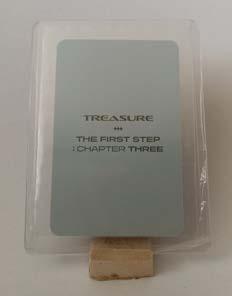 TREASURE
***
THE FIRST STEP
: CHAPTER THREE